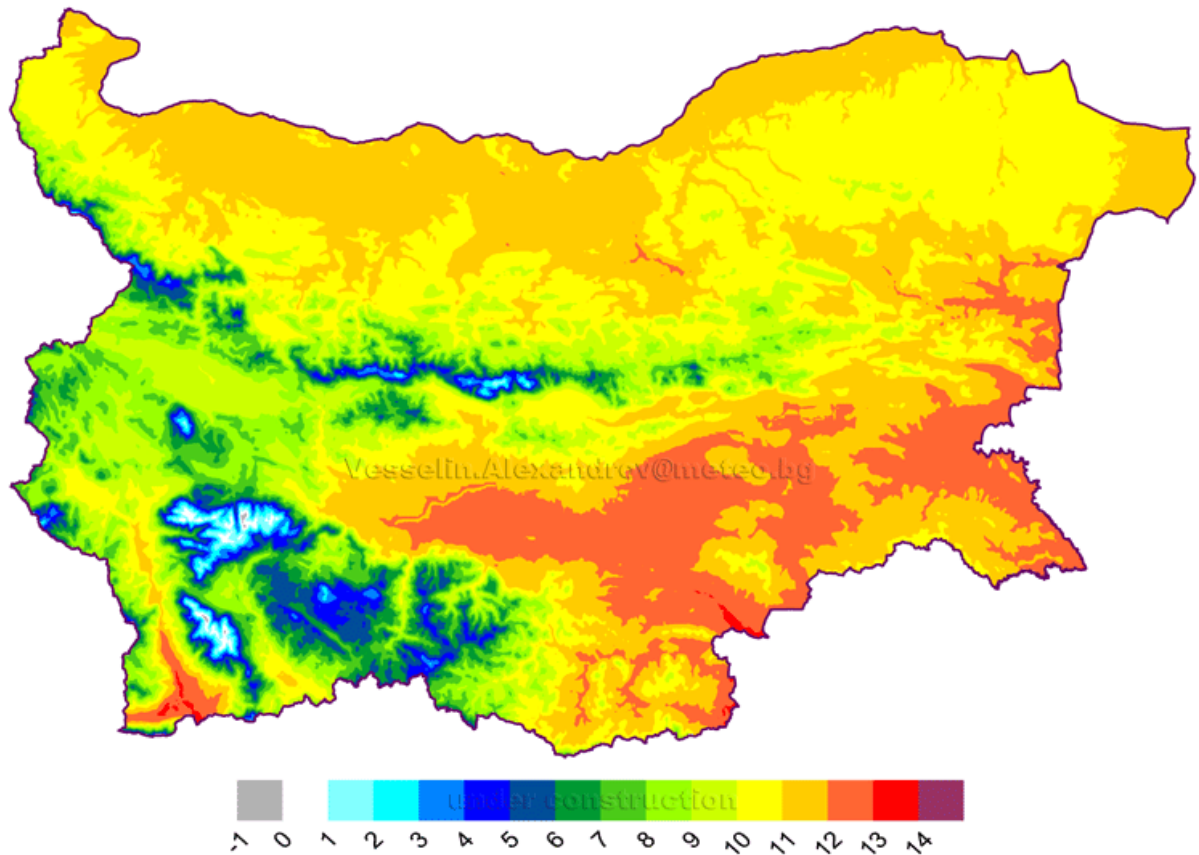 Vesselin.Alexandrov@meteo.bg
under construction
-1 0 1 2 3 4 5 6 7 8 9 10 11 12 13 14